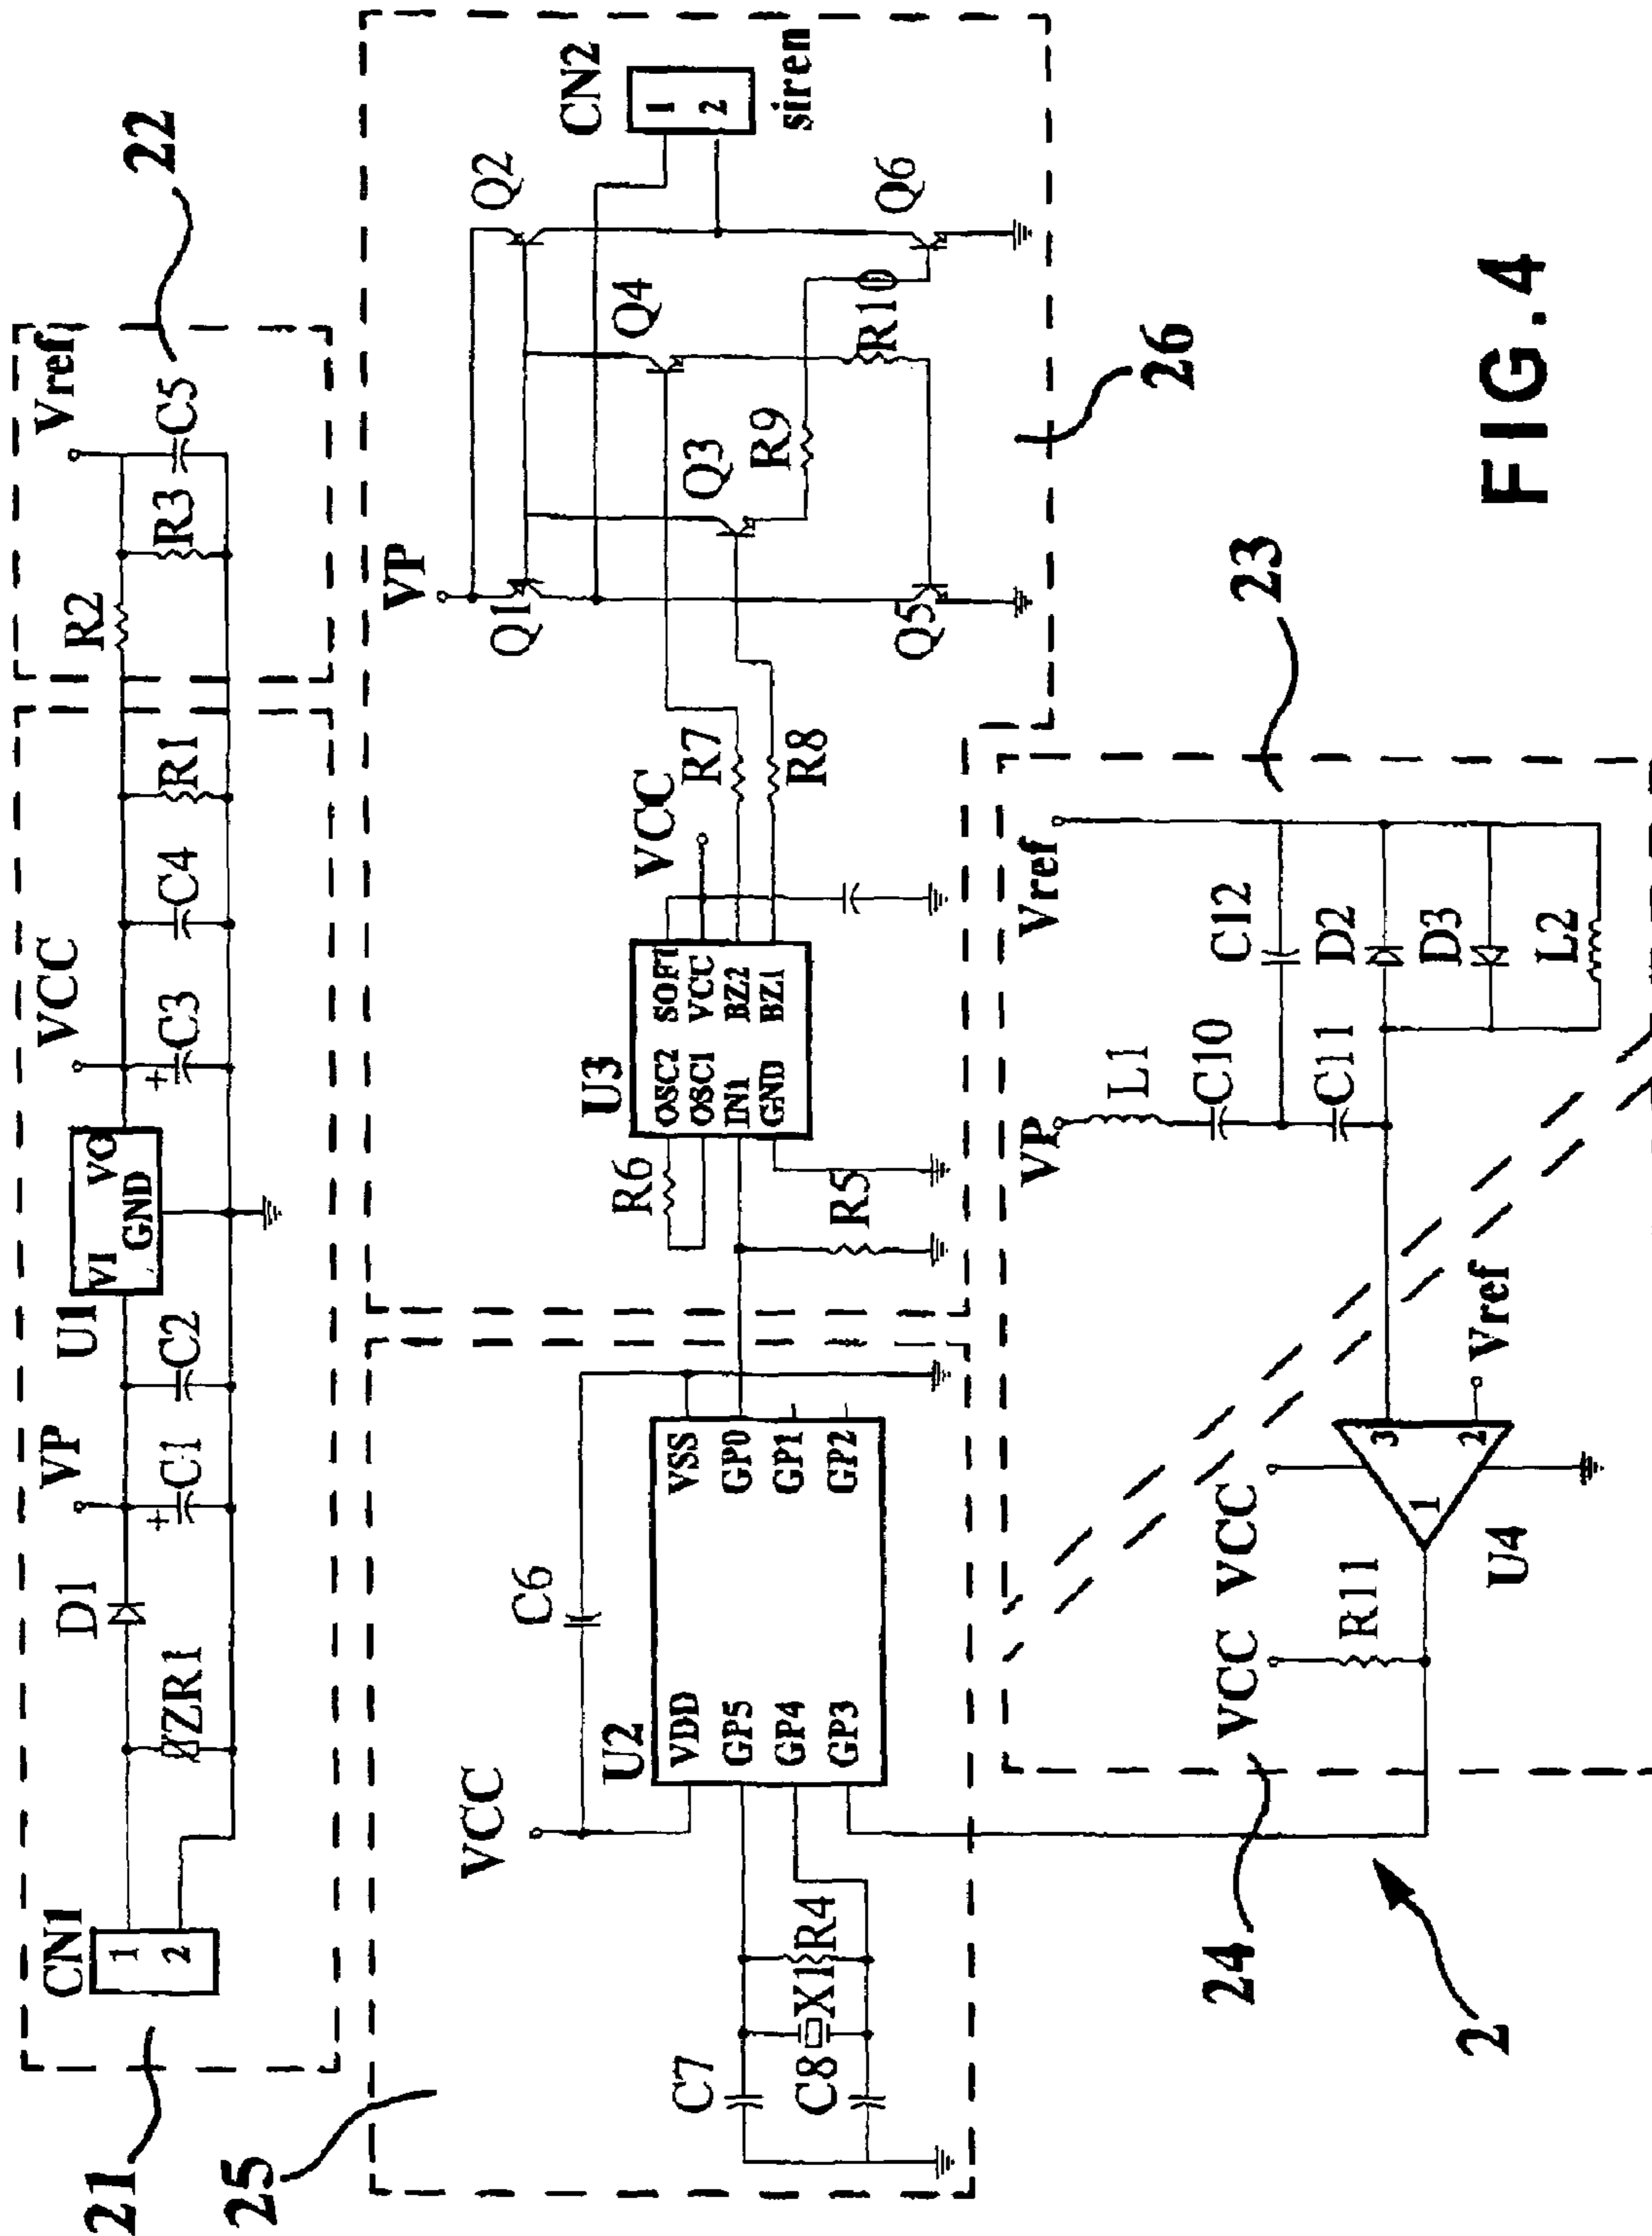 21
CN1
1
2
ZR1
D1
VP
C1
C2
U1
VI
VO
GND
VCC
C3
C4
R1
22
R2
R3
Vref
C5
25
C7
C8
X1
R4
VCC
C6
U2
VDD
GP5
GP4
GP3
VSS
GP0
GP1
GP2
R5
R6
U3
OSC2
OSC1
IN1
GND
SOFT
VCC
BZ2
BZ1
VCC
R7
R8
VP
Q1
Q2
Q3
Q4
Q5
Q6
R9
R10
CN2
1
2
siren
26
24
VCC
R11
VCC
1
3
2
U4
Vref
VP
L1
C10
C11
C12
D2
D3
L2
Vref
23
2
FIG.4